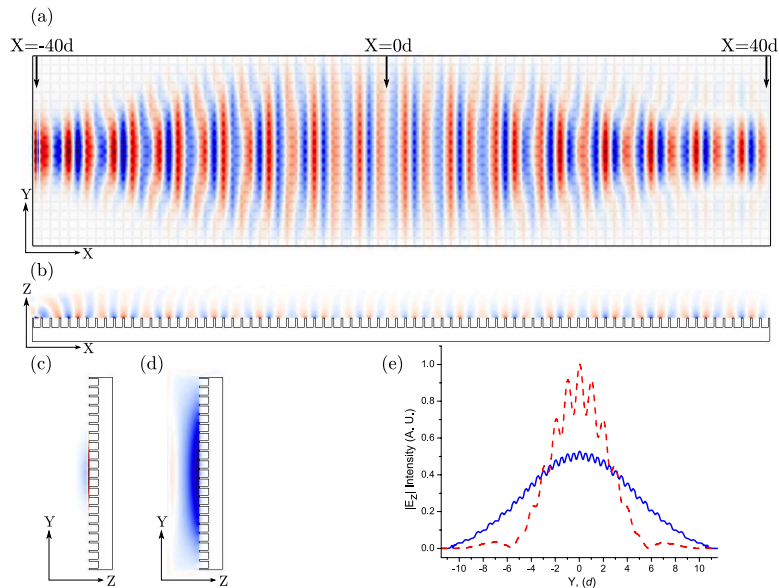 (a)
X=-40d X=0d X=40d
Y
X
(b)
Z
X
(c) (d) (e)
Y Y
Z Z
|E_Z| Intensity (A. U.)
1.0
0.8
0.6
0.4
0.2
0.0
-10 -8 -6 -4 -2 0 2 4 6 8 10
Y, (d)